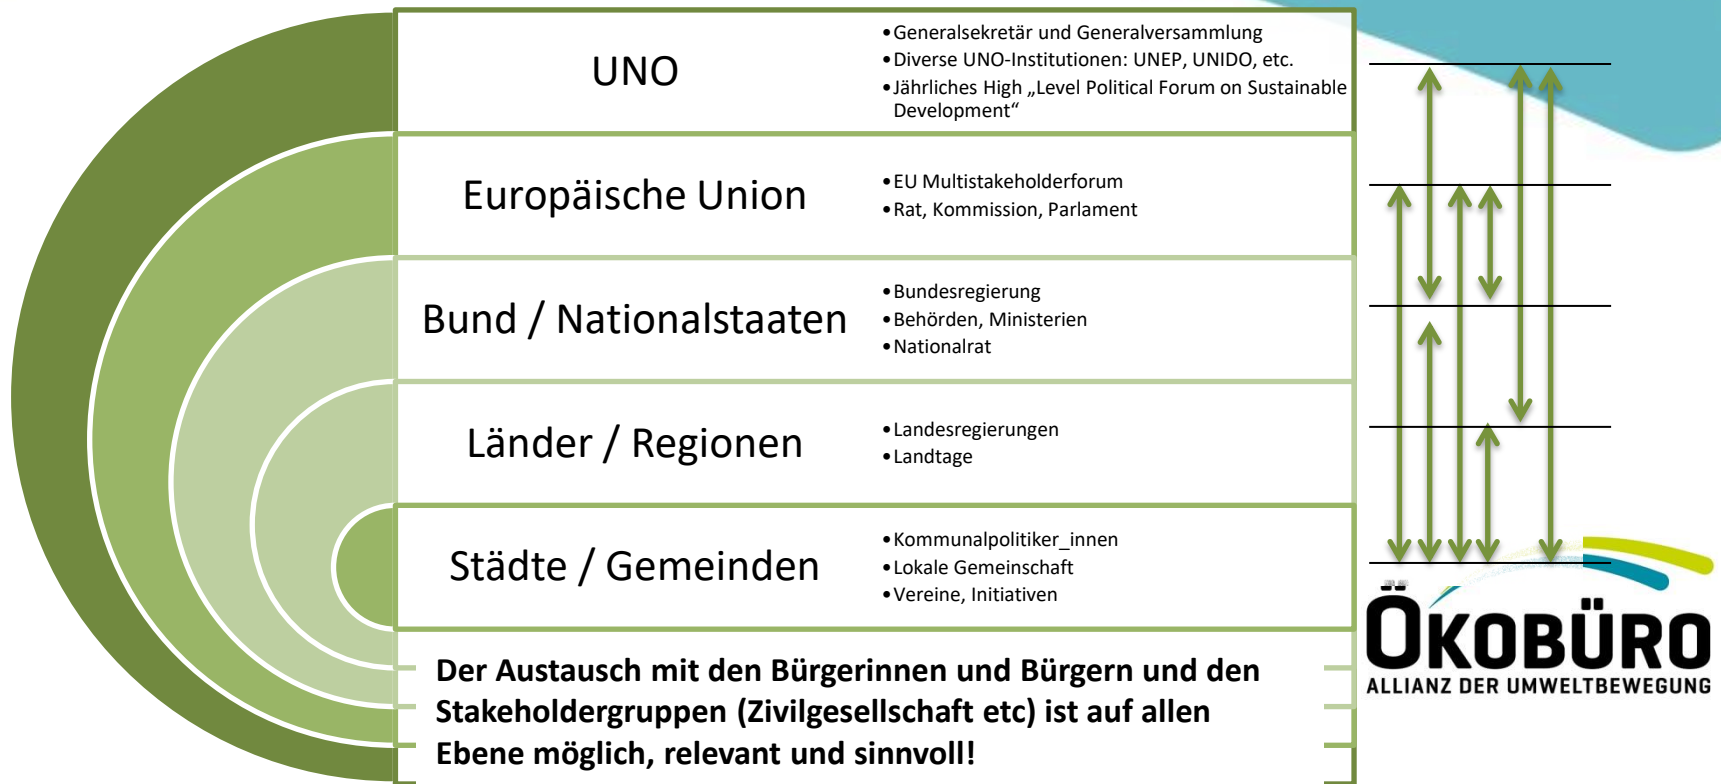 UNO
•Generalsekretär und Generalversammlung
•Diverse UNO-Institutionen: UNEP, UNIDO, etc.
•Jährliches High „Level Political Forum on Sustainable
Development“
Europäische Union
•EU Multistakeholderforum
•Rat, Kommission, Parlament
Bund / Nationalstaaten
•Bundesregierung
•Behörden, Ministerien
•Nationalrat
Länder / Regionen
•Landesregierungen
•Landtage
Städte / Gemeinden
•Kommunalpolitiker_innen
•Lokale Gemeinschaft
•Vereine, Initiativen
Der Austausch mit den Bürgerinnen und Bürgern und den
Stakeholdergruppen (Zivilgesellschaft etc) ist auf allen
Ebene möglich, relevant und sinnvoll!
ÖKOBÜRO
ALLIANZ DER UMWELTBEWEGUNG